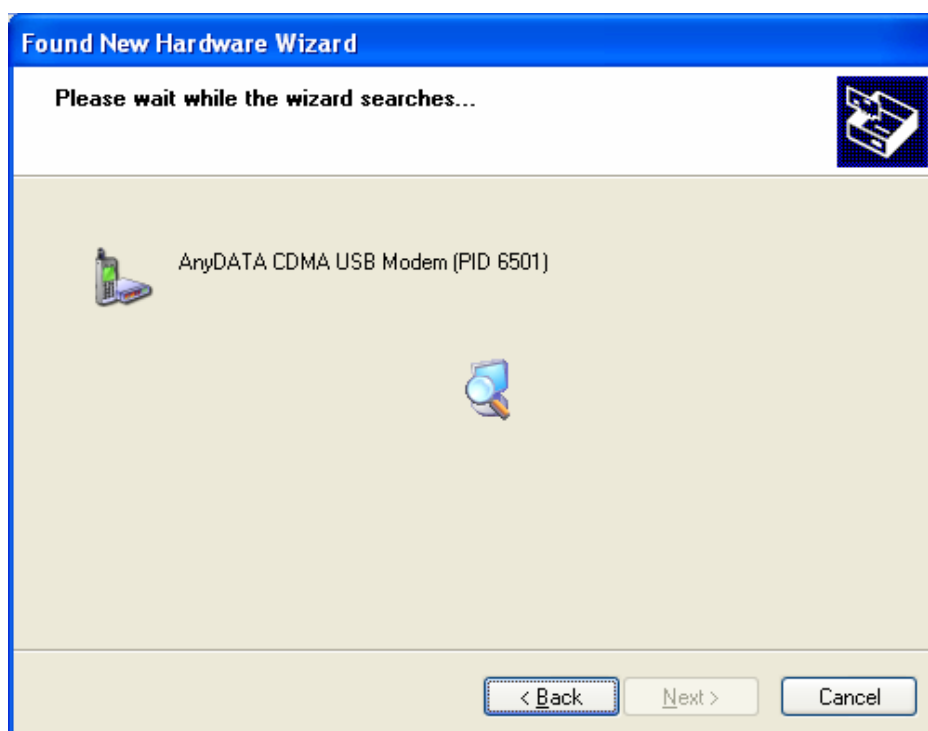 Found New Hardware Wizard
Please wait while the wizard searches...
AnyDATA CDMA USB Modem (PID 6501)
< Back Next > Cancel